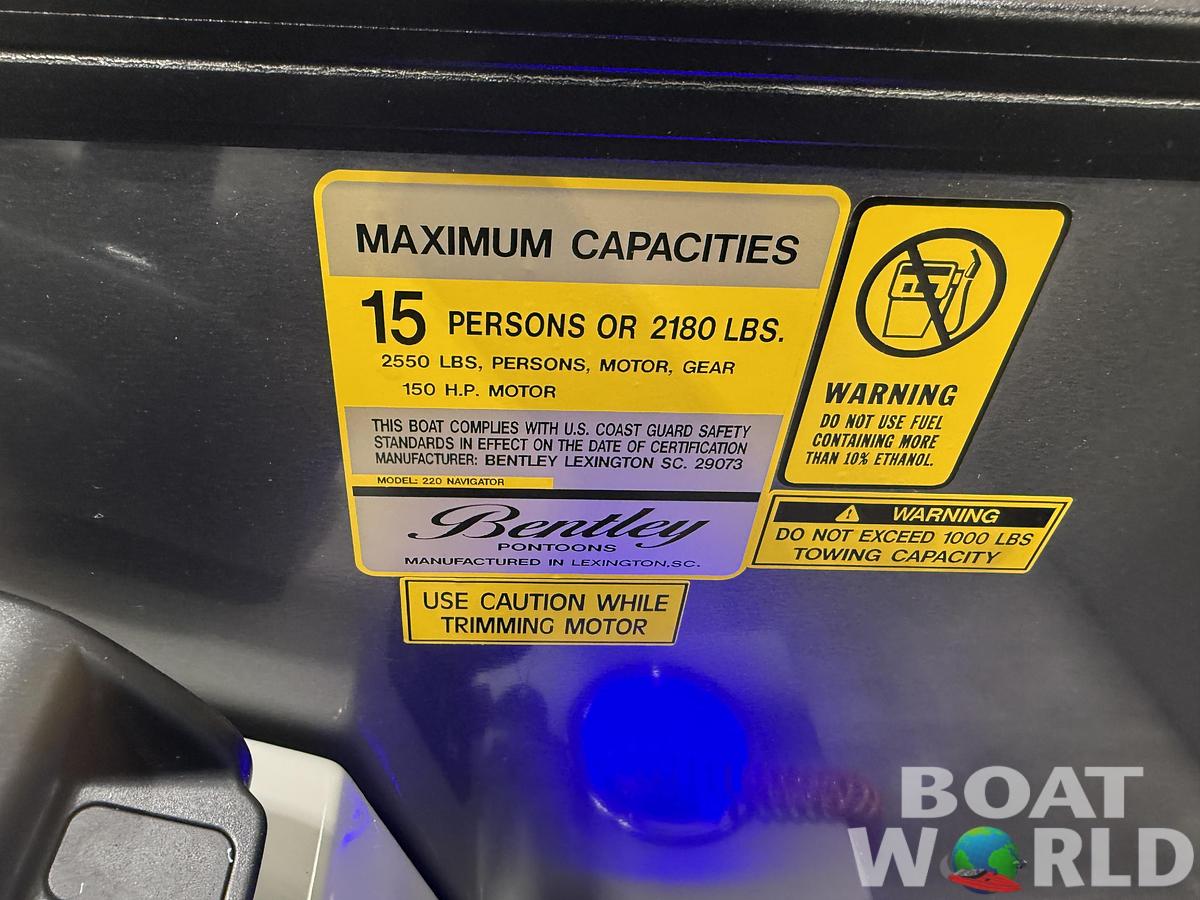 MAXIMUM CAPACITIES
15 PERSONS OR 2180 LBS.
2550 LBS, PERSONS, MOTOR, GEAR
150 H.P. MOTOR
THIS BOAT COMPLIES WITH U.S. COAST GUARD SAFETY
STANDARDS IN EFFECT ON THE DATE OF CERTIFICATION
MANUFACTURER: BENTLEY LEXINGTON SC. 29073
MODEL: 220 NAVIGATOR
Bentley
PONTOONS
MANUFACTURED IN LEXINGTON,SC.
WARNING
DO NOT USE FUEL
CONTAINING MORE
THAN 10% ETHANOL.
WARNING
DO NOT EXCEED 1000 LBS
TOWING CAPACITY
USE CAUTION WHILE
TRIMMING MOTOR
BOAT
WORLD